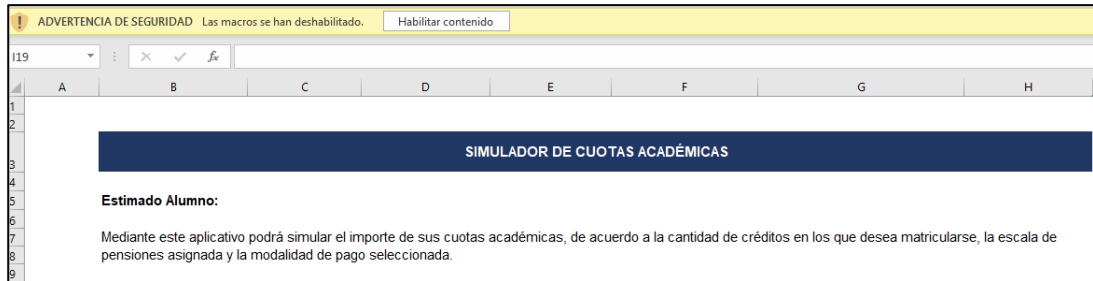 ADVERTENCIA DE SEGURIDAD Las macros se han deshabilitado. Habilitar contenido
I19 fx
A B C D E F G H
1
2
3 SIMULADOR DE CUOTAS ACADÉMICAS
4
5 Estimado Alumno:
6
7 Mediante este aplicativo podrá simular el importe de sus cuotas académicas, de acuerdo a la cantidad de créditos en los que desea matricularse, la escala de
8 pensiones asignada y la modalidad de pago seleccionada.
9